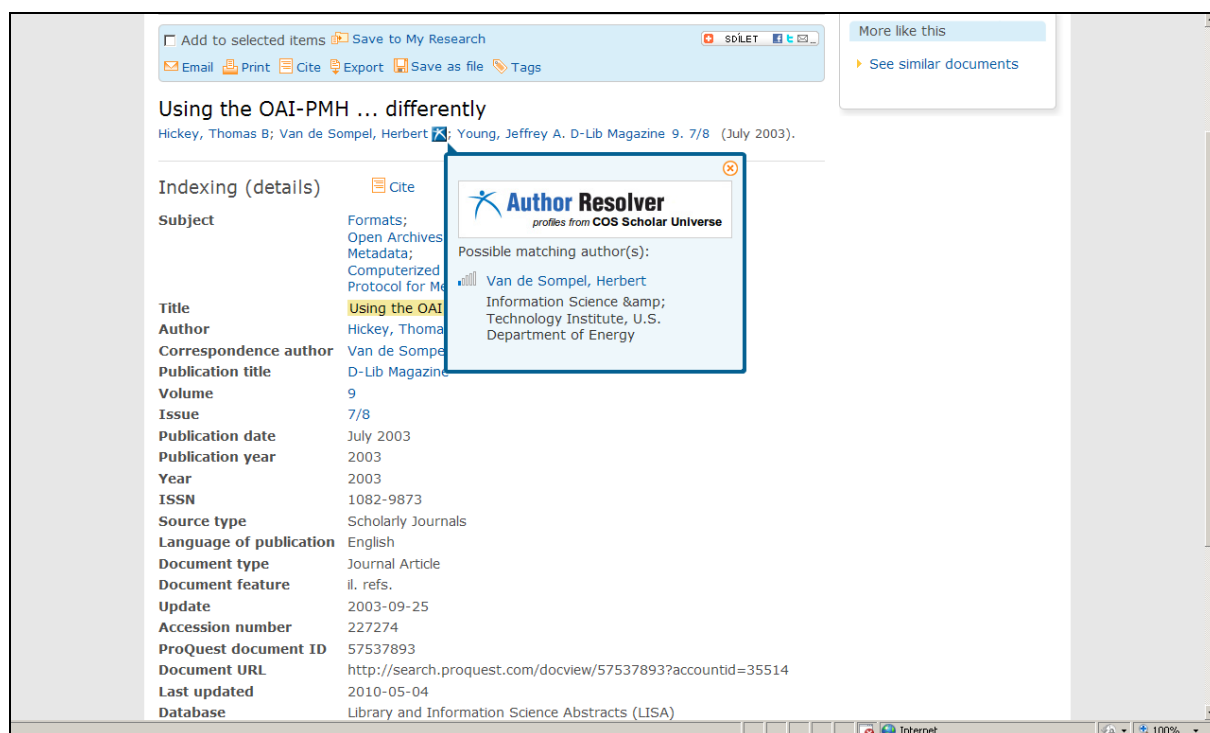 Add to selected items Save to My Research
SDÍLET
Email Print Cite Export Save as file Tags
More like this
See similar documents
Using the OAI-PMH ... differently
Hickey, Thomas B; Van de Sompel, Herbert ; Young, Jeffrey A. D-Lib Magazine 9. 7/8 (July 2003).
Indexing (details) Cite
Author Resolver
profiles from COS Scholar Universe
Possible matching author(s):
Van de Sompel, Herbert
Information Science &amp;
Technology Institute, U.S.
Department of Energy
Subject Formats;
Open Archives
Metadata;
Computerized
Protocol for Me
Title Using the OAI
Author Hickey, Thoma
Correspondence author Van de Sompe
Publication title D-Lib Magazine
Volume 9
Issue 7/8
Publication date July 2003
Publication year 2003
Year 2003
ISSN 1082-9873
Source type Scholarly Journals
Language of publication English
Document type Journal Article
Document feature il. refs.
Update 2003-09-25
Accession number 227274
ProQuest document ID 57537893
Document URL http://search.proquest.com/docview/57537893?accountid=35514
Last updated 2010-05-04
Database Library and Information Science Abstracts (LISA)
Internet 100%